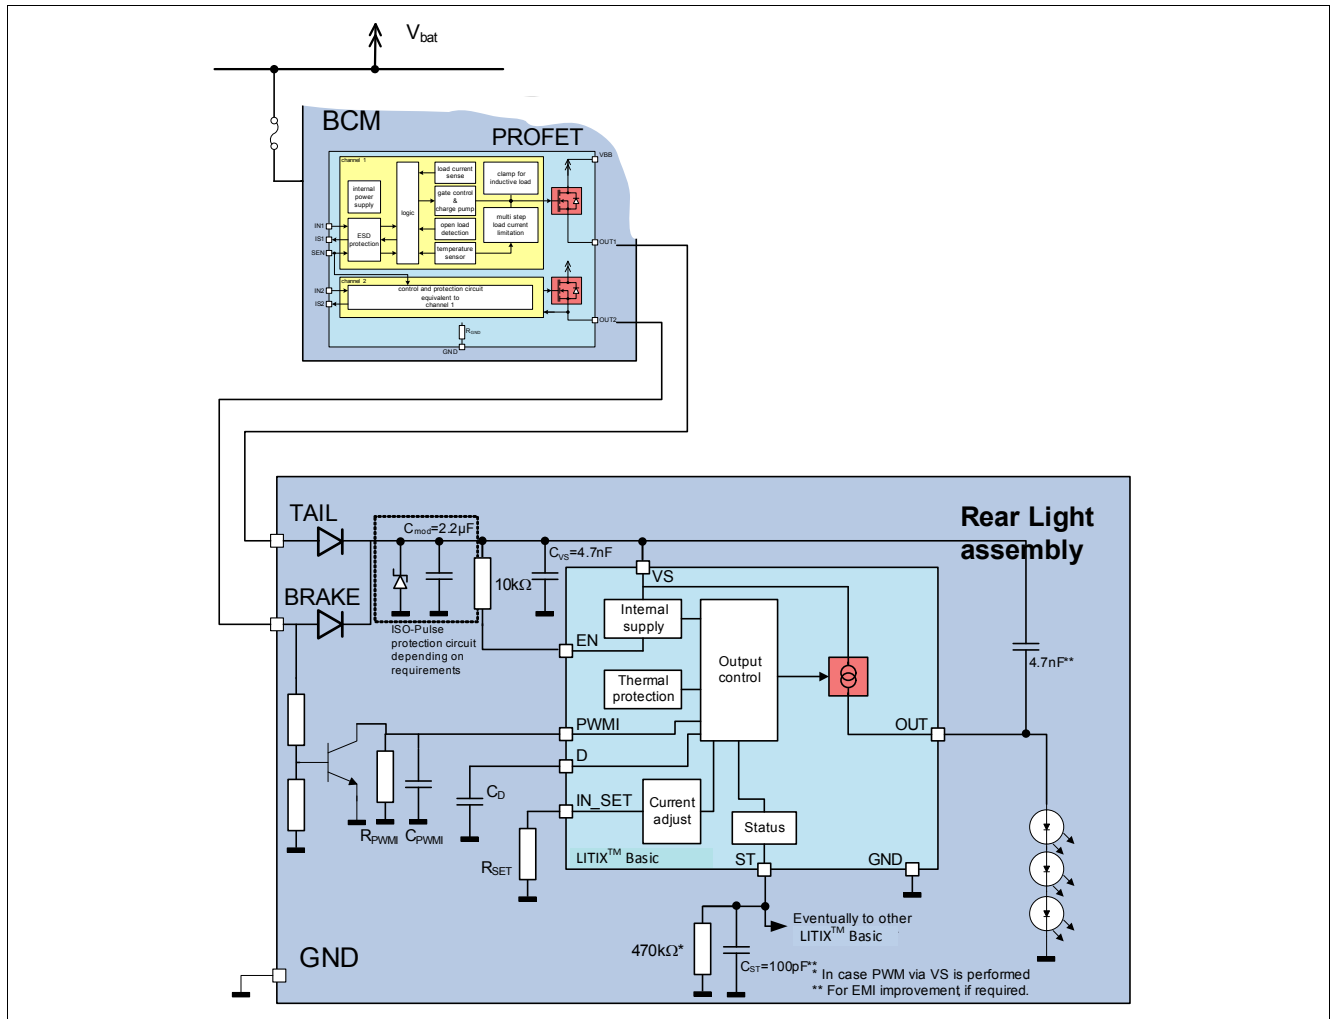 Vbat
BCM
PROFET
channel 1
VBB
load current
sense
clamp for
inductive load
internal
power
supply
gate control
&
charge pump
logic
multi step
load current
limitation
open load
detection
temperature
sensor
ESD
protection
IN1
IS1
SEN
OUT1
channel 2
control and protection circuit
equivalent to
channel 1
IN2
IS2
OUT2
RGND
GND
Rear Light
assembly
TAIL
Cmod=2.2µF
CVS=4.7nF
10kΩ
VS
BRAKE
ISO-Pulse
protection circuit
depending on
requirements
EN
Internal
supply
Output
control
Thermal
protection
4.7nF**
PWMI
OUT
D
CD
IN_SET
Current
adjust
Status
RPWMI
CPWMI
RSET
LITIX™ Basic
ST
GND
Eventually to other
LITIX™ Basic
470kΩ*
CST=100pF**
GND
* In case PWM via VS is performed
** For EMI improvement, if required.